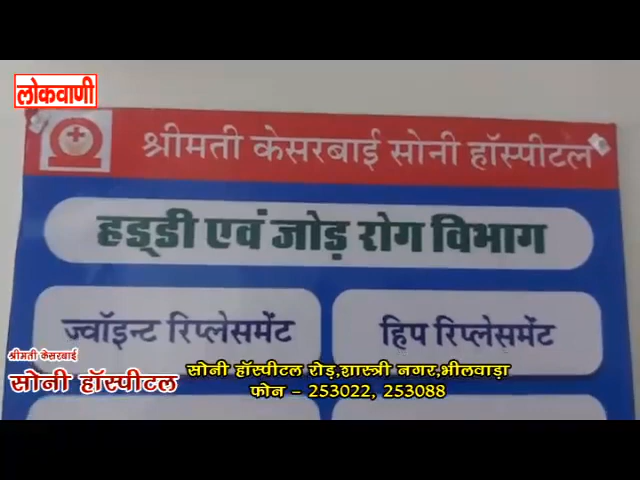 लोकवाणी
श्रीमती केसरबाई सोनी हॉस्पीटल
हड्डी एवं जोड़ रोग विभाग
ज्वॉइन्ट रिप्लेसमेंट
हिप रिप्लेसमेंट
श्रीमती केसरबाई
सोनी हॉस्पीटल
सोनी हॉस्पीटल रोड़,शास्त्री नगर,भीलवाड़ा
फोन – 253022, 253088